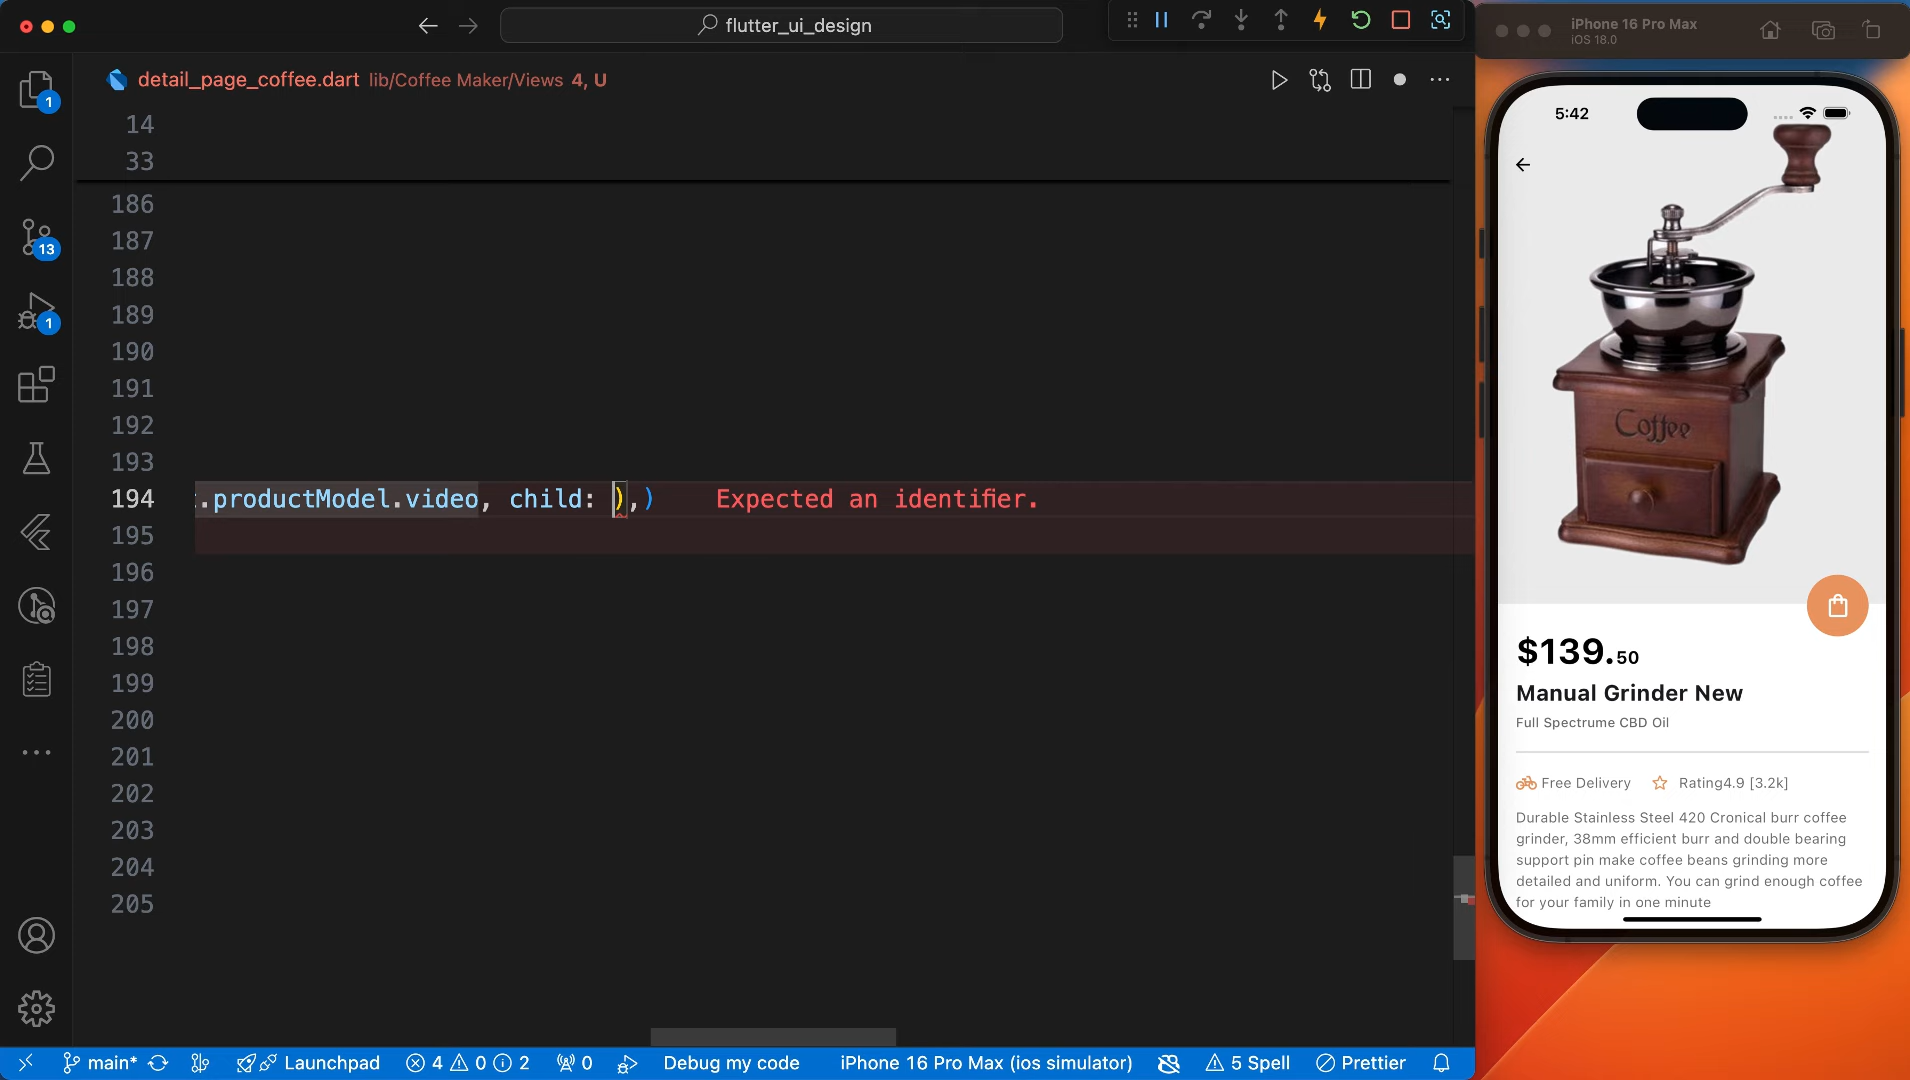 flutter_ui_design
detail_page_coffee.dart lib/Coffee Maker/Views 4, U
1
13
1
14
33
186
187
188
189
190
191
192
193
194 .productModel.video, child: ),) Expected an identifier.
195
196
197
198
199
200
201
202
203
204
205
main* Launchpad 4 0 2 0 Debug my code iPhone 16 Pro Max (ios simulator) 5 Spell Prettier
iPhone 16 Pro Max
iOS 18.0
5:42
Coffee
$139.50
Manual Grinder New
Full Spectrume CBD Oil
Free Delivery Rating4.9 [3.2k]
Durable Stainless Steel 420 Cronical burr coffee
grinder, 38mm efficient burr and double bearing
support pin make coffee beans grinding more
detailed and uniform. You can grind enough coffee
for your family in one minute